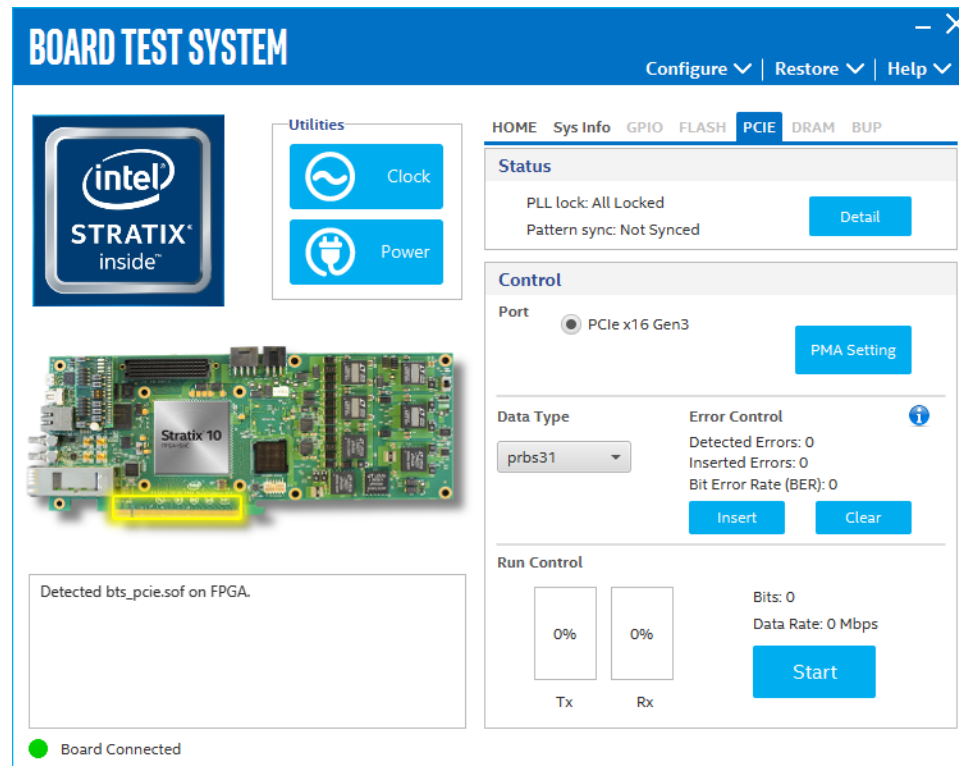 BOARD TEST SYSTEM
Configure | Restore | Help
intel
STRATIX
inside™
Utilities
Clock
Power
HOME Sys Info GPIO FLASH PCIE DRAM BUP
Status
PLL lock: All Locked
Pattern sync: Not Synced
Detail
Control
Port
PCIe x16 Gen3
PMA Setting
Data Type
prbs31
Error Control
Detected Errors: 0
Inserted Errors: 0
Bit Error Rate (BER): 0
Insert
Clear
Run Control
0%
0%
Tx
Rx
Bits: 0
Data Rate: 0 Mbps
Start
Stratix 10
Detected bts_pcie.sof on FPGA.
Board Connected